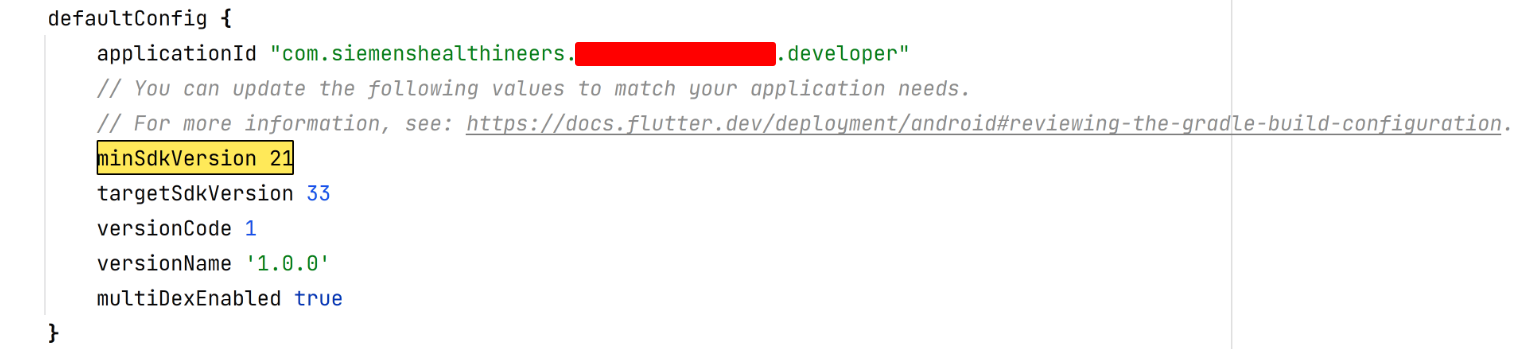 defaultConfig {
applicationId "com.siemenshealthineers. .developer"
// You can update the following values to match your application needs.
// For more information, see: https://docs.flutter.dev/deployment/android#reviewing-the-gradle-build-configuration.
minSdkVersion 21
targetSdkVersion 33
versionCode 1
versionName '1.0.0'
multiDexEnabled true
}